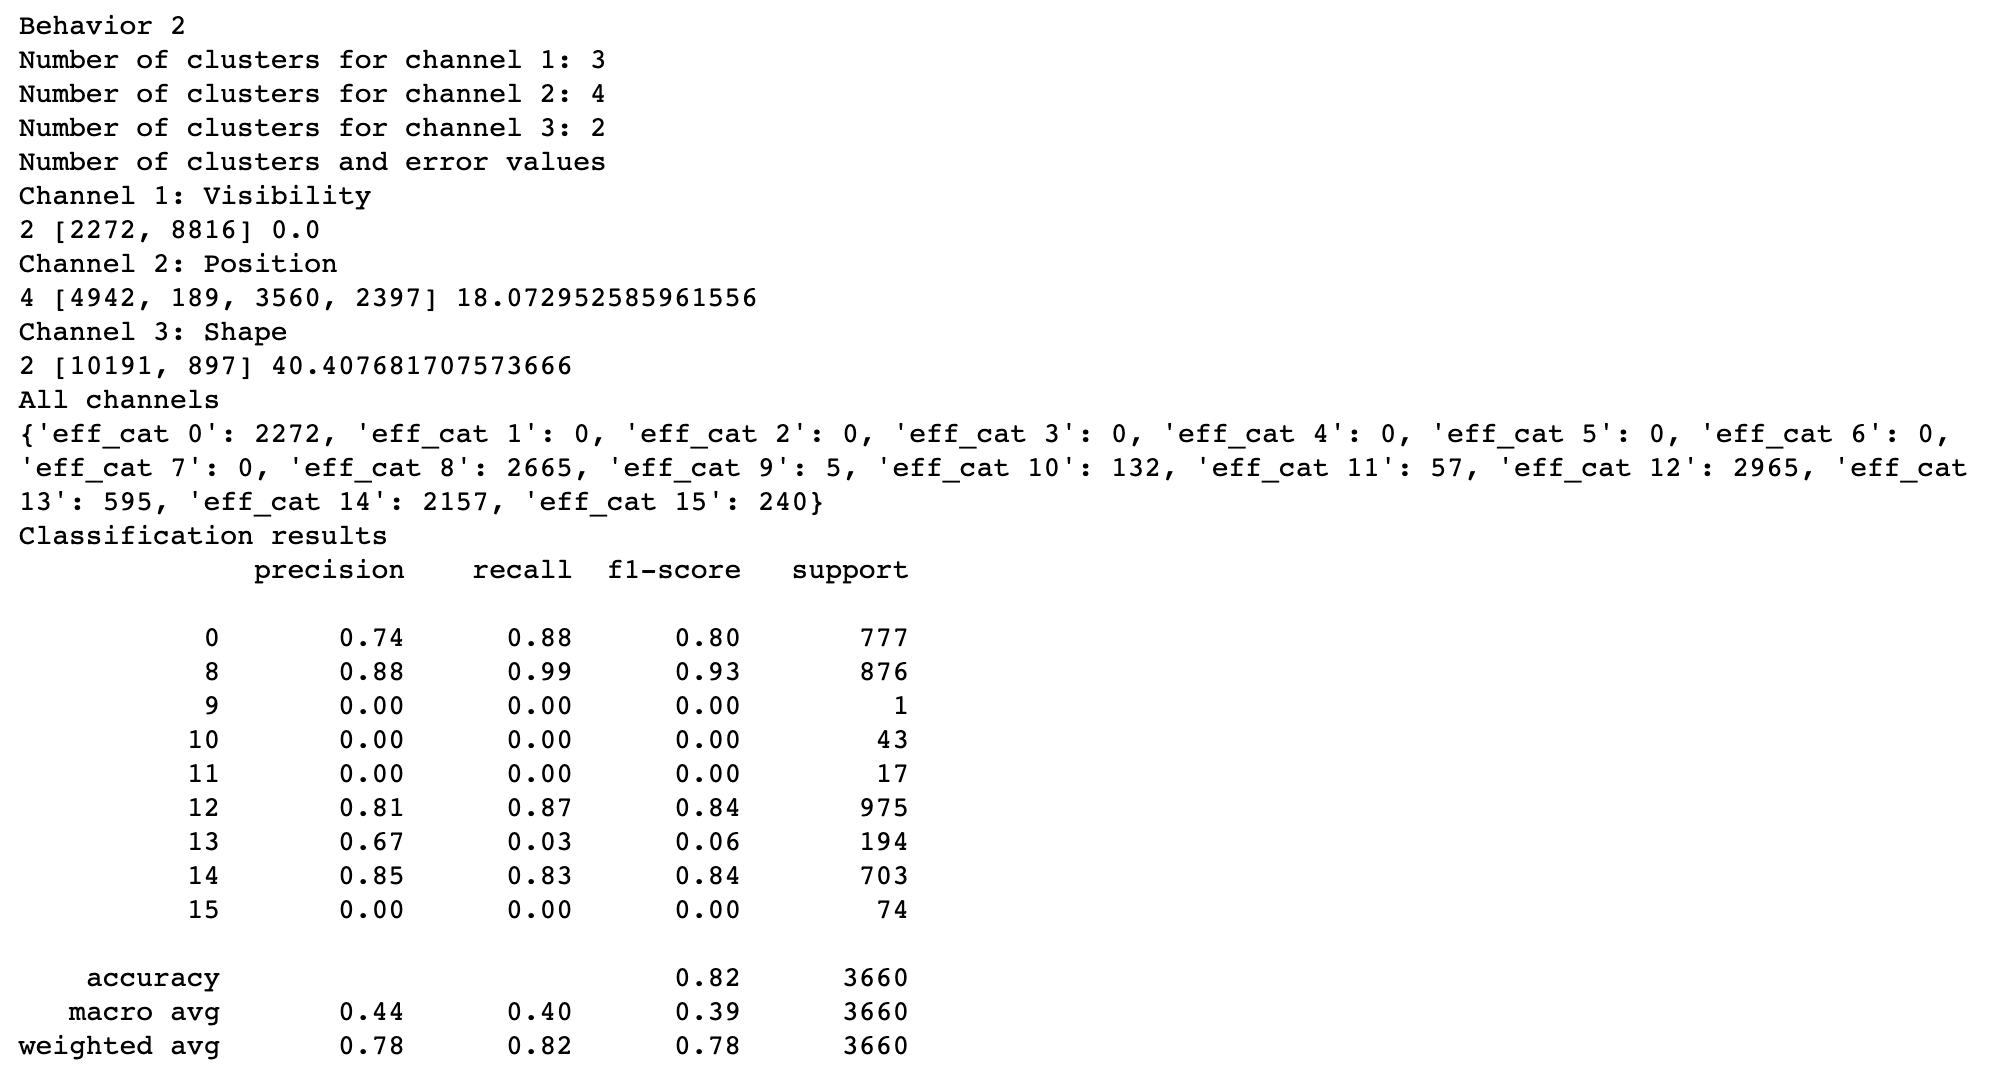 Behavior 2
Number of clusters for channel 1: 3
Number of clusters for channel 2: 4
Number of clusters for channel 3: 2
Number of clusters and error values
Channel 1: Visibility
2 [2272, 8816] 0.0
Channel 2: Position
4 [4942, 189, 3560, 2397] 18.072952585961556
Channel 3: Shape
2 [10191, 897] 40.407681707573666
All channels
{'eff_cat 0': 2272, 'eff_cat 1': 0, 'eff_cat 2': 0, 'eff_cat 3': 0, 'eff_cat 4': 0, 'eff_cat 5': 0, 'eff_cat 6': 0,
'eff_cat 7': 0, 'eff_cat 8': 2665, 'eff_cat 9': 5, 'eff_cat 10': 132, 'eff_cat 11': 57, 'eff_cat 12': 2965, 'eff_cat
13': 595, 'eff_cat 14': 2157, 'eff_cat 15': 240}
Classification results
precision recall f1-score support
0 0.74 0.88 0.80 777
8 0.88 0.99 0.93 876
9 0.00 0.00 0.00 1
10 0.00 0.00 0.00 43
11 0.00 0.00 0.00 17
12 0.81 0.87 0.84 975
13 0.67 0.03 0.06 194
14 0.85 0.83 0.84 703
15 0.00 0.00 0.00 74
accuracy 0.82 3660
macro avg 0.44 0.40 0.39 3660
weighted avg 0.78 0.82 0.78 3660